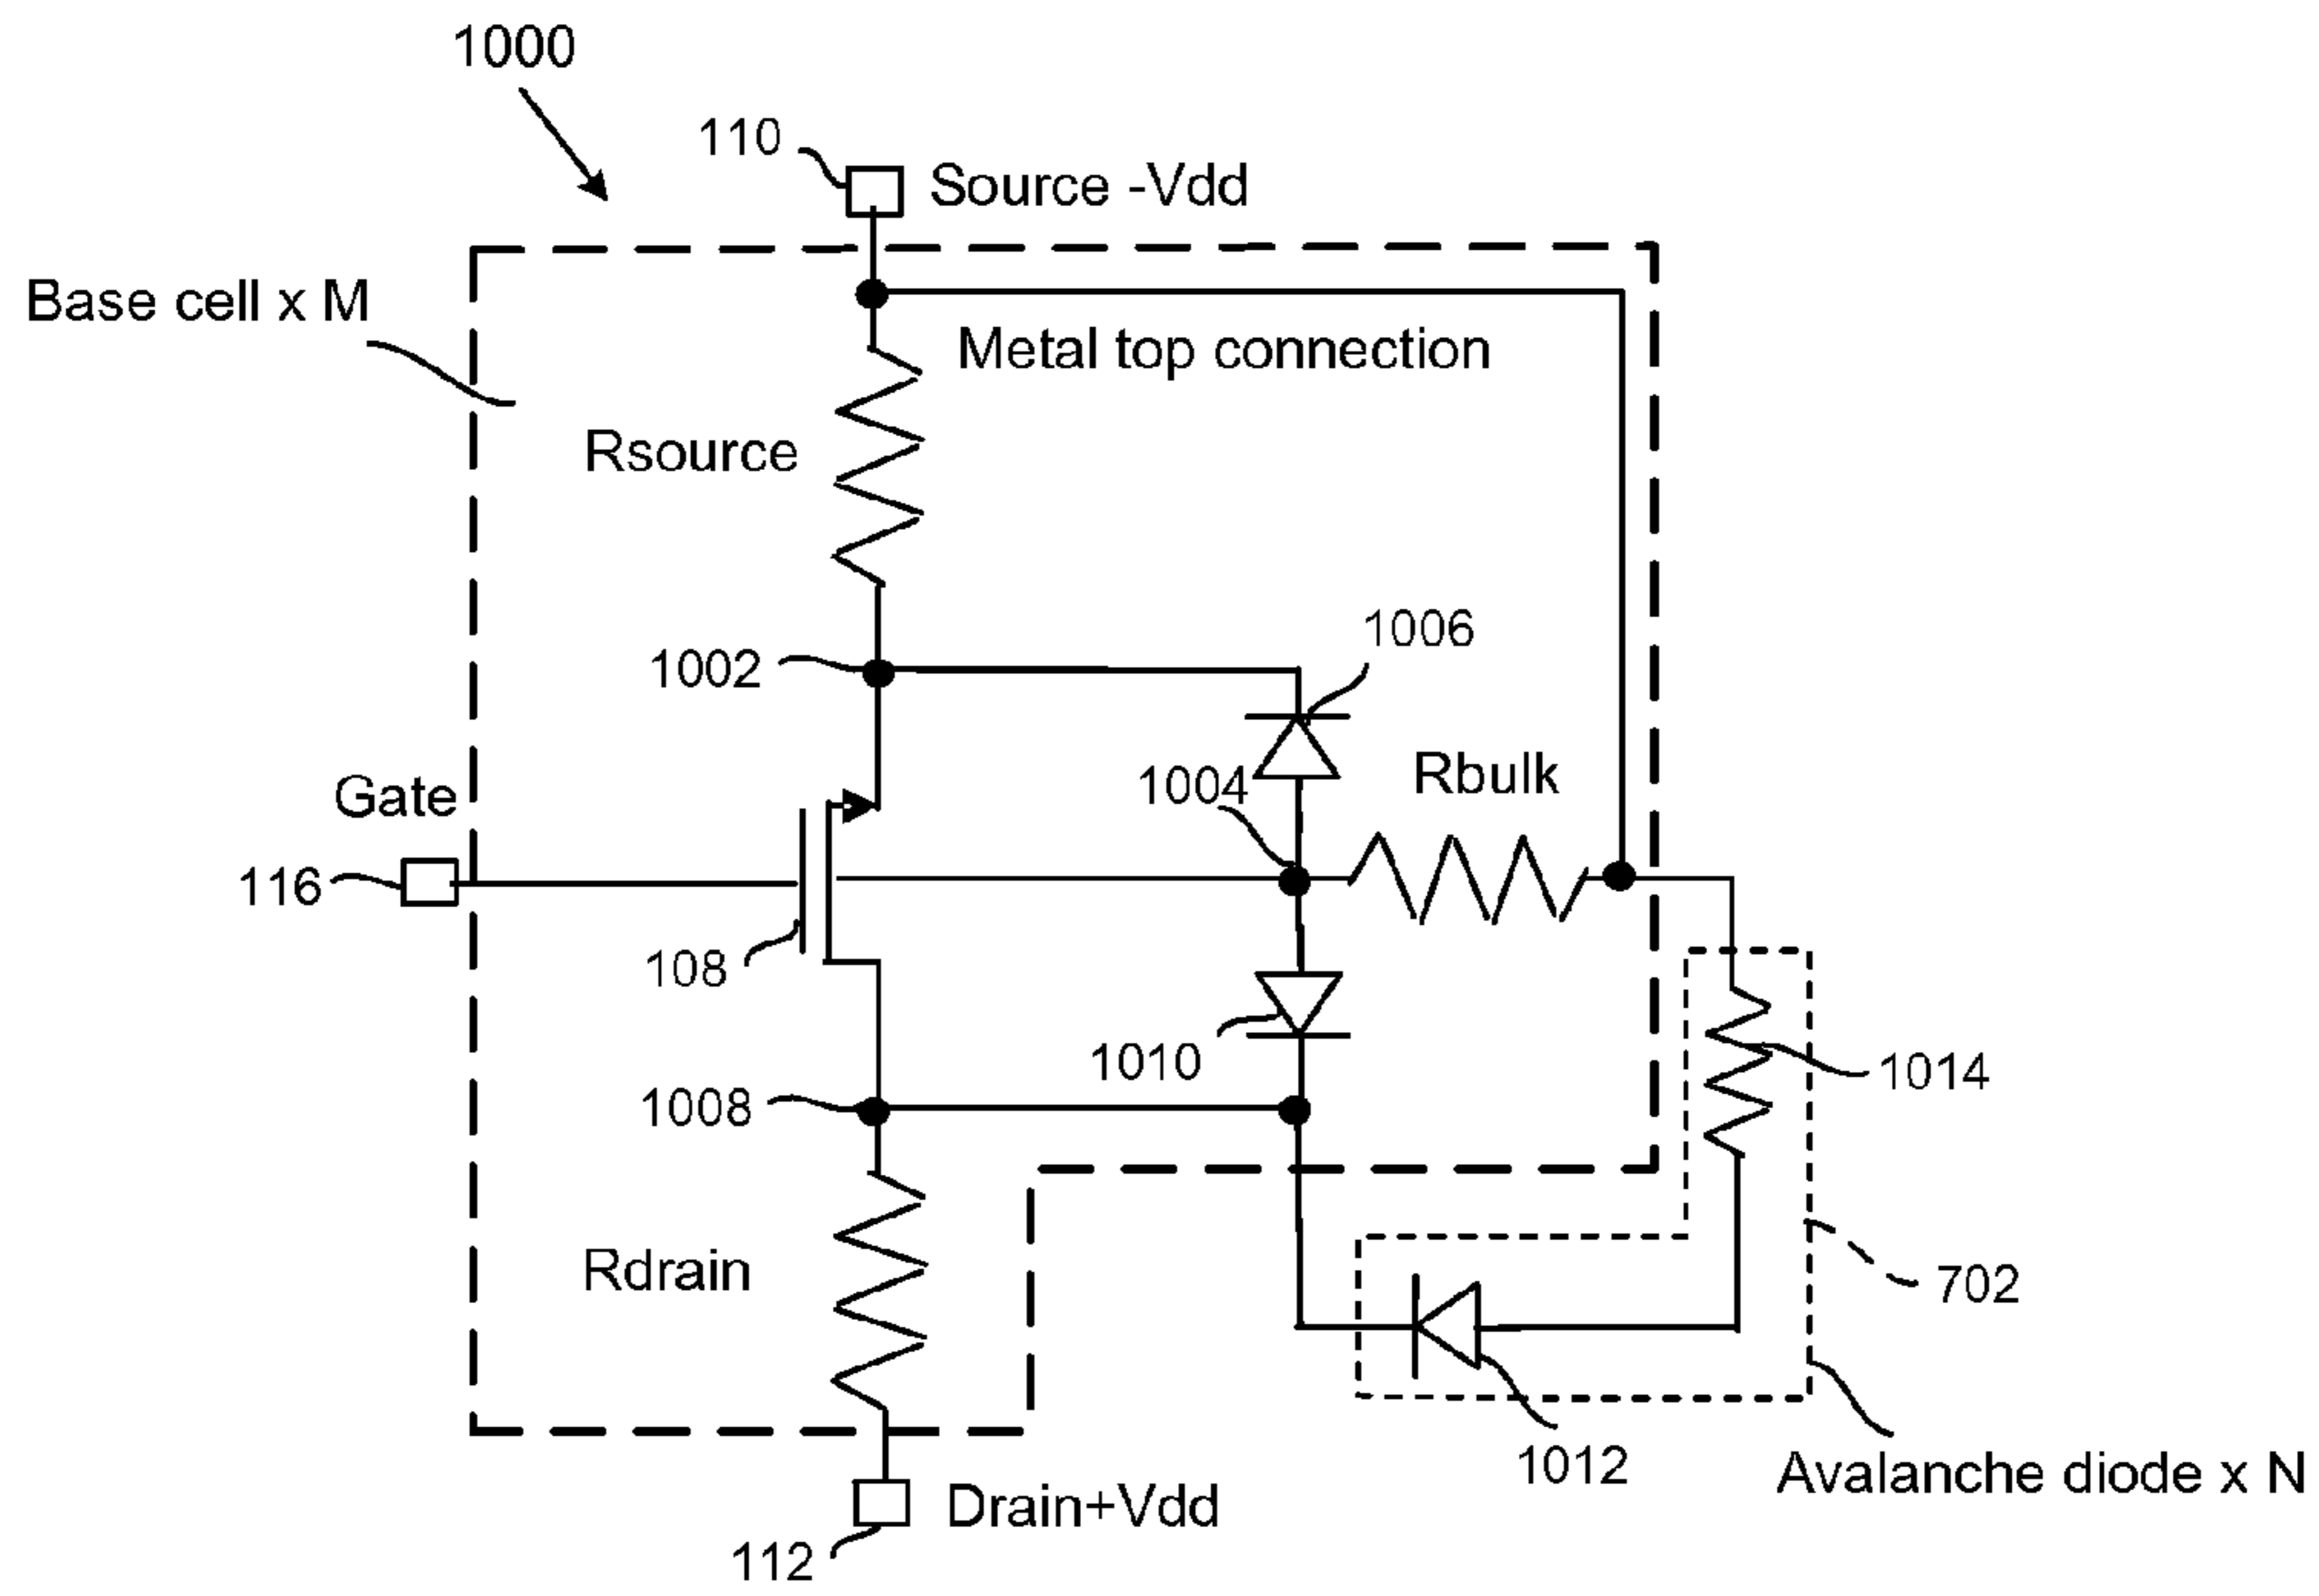 1000
110
Source -Vdd
Base cell x M
Metal top connection
Rsource
1006
1002
1004
Rbulk
Gate
116
108
1010
1014
1008
Rdrain
702
1012
Avalanche diode x N
Drain+Vdd
112